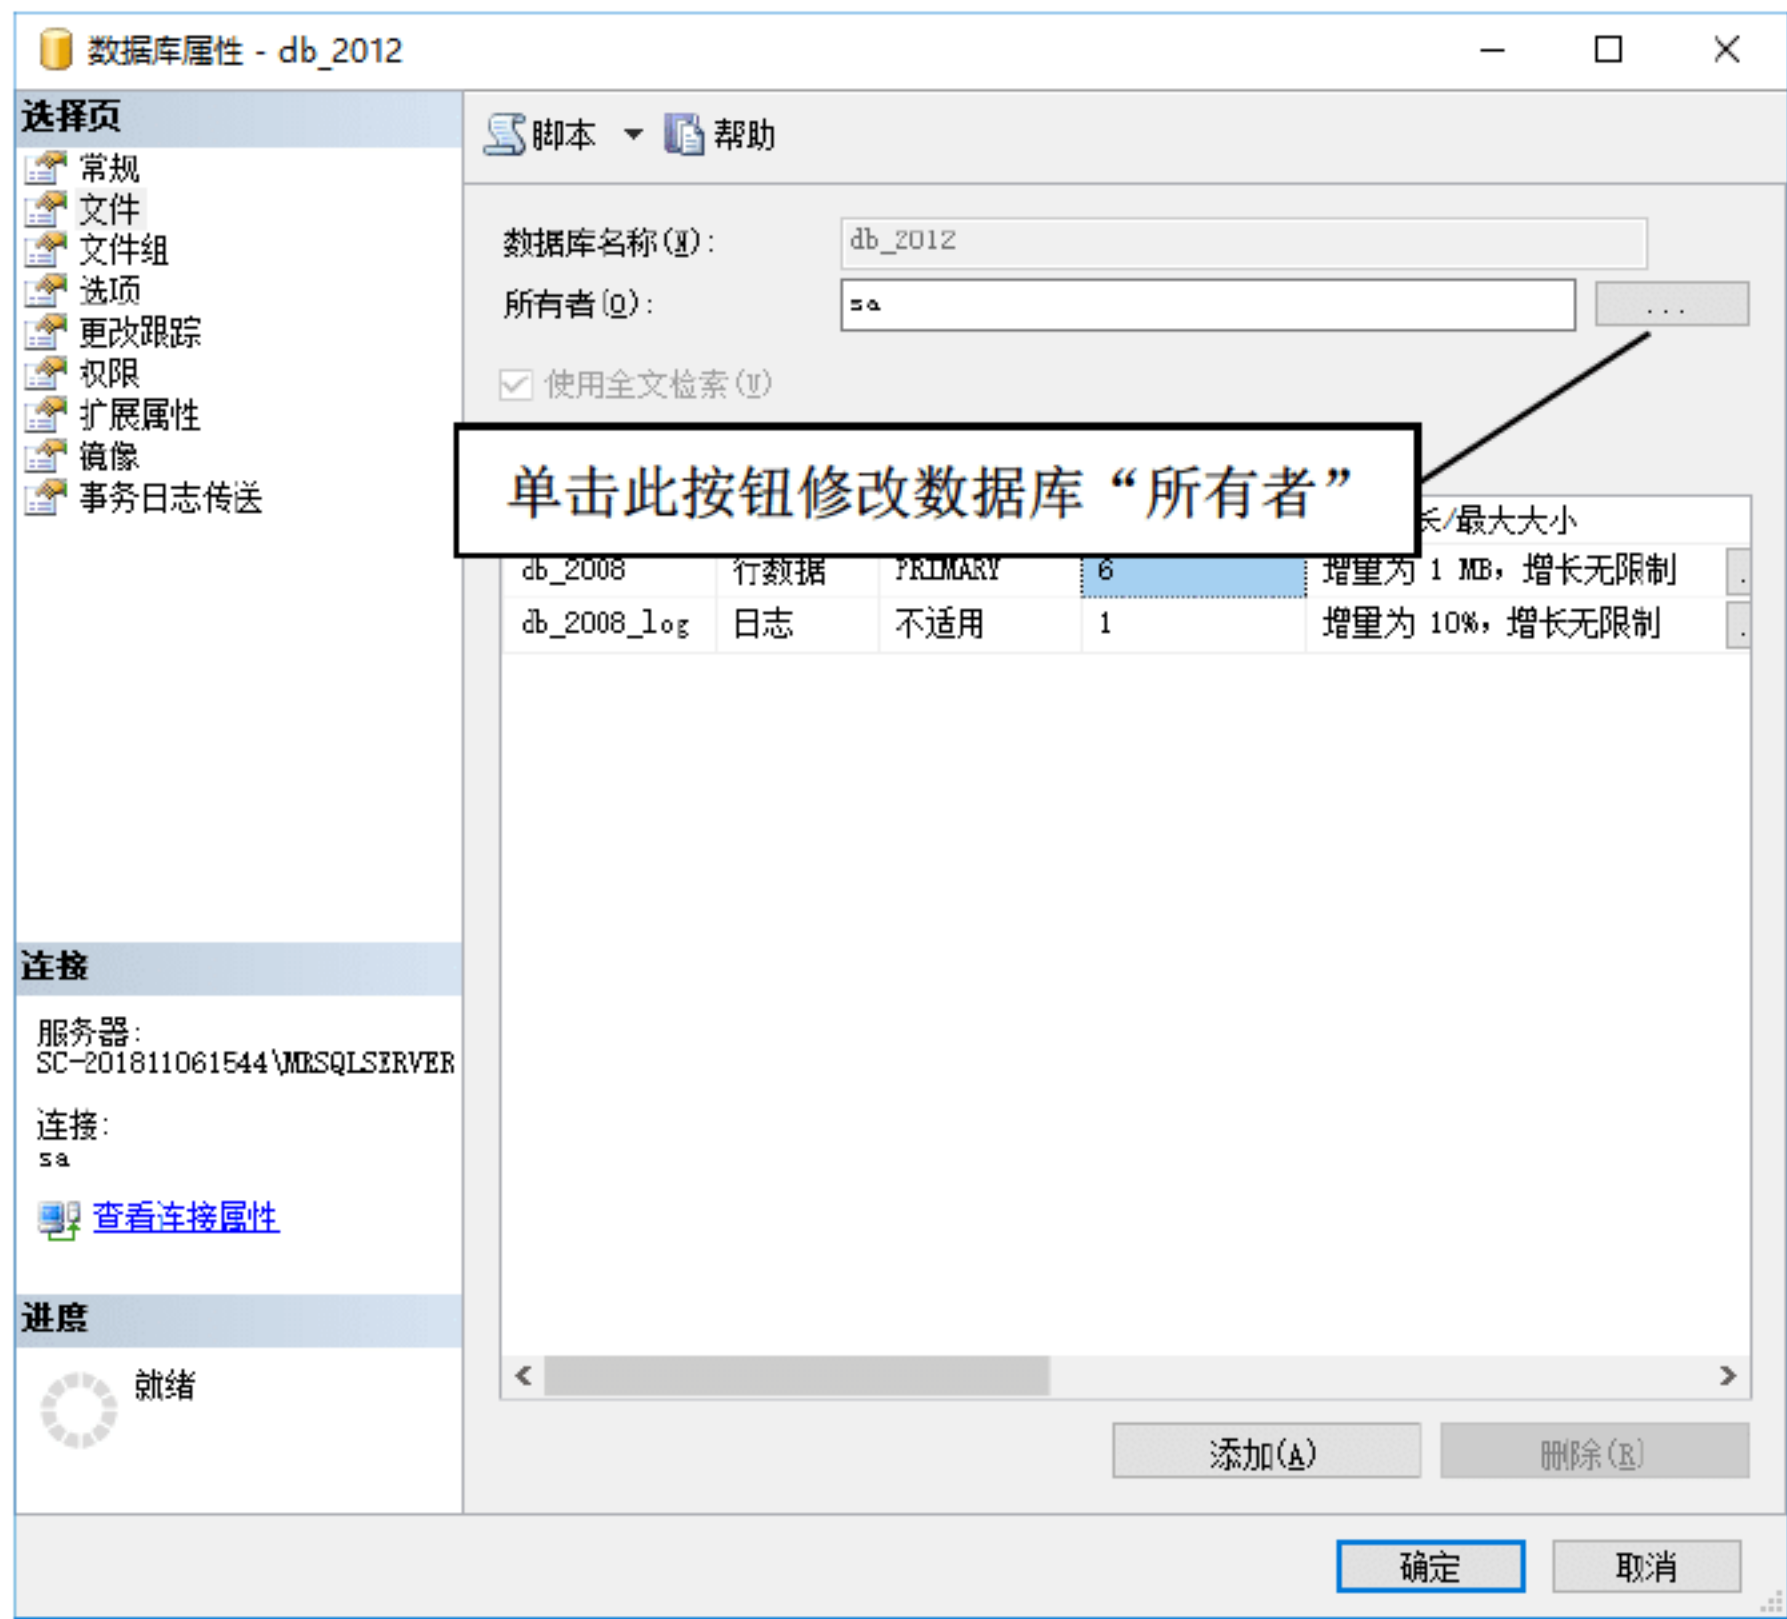 数据库属性 - db_2012
选择页
常规
文件
文件组
选项
更改跟踪
权限
扩展属性
镜像
事务日志传送
连接
服务器:
SC-201811061544\MRSQLSERVER
连接:
sa
查看连接属性
进度
就绪
脚本 帮助
数据库名称(N): db_2012
所有者(O): sa ...
使用全文检索(U)
单击此按钮修改数据库“所有者”
长/最大大小
db_2008 行数据 PRIMARY 6 增量为 1 MB，增长无限制 .
db_2008_log 日志 不适用 1 增量为 10%，增长无限制 .
添加(A) 删除(R)
确定 取消